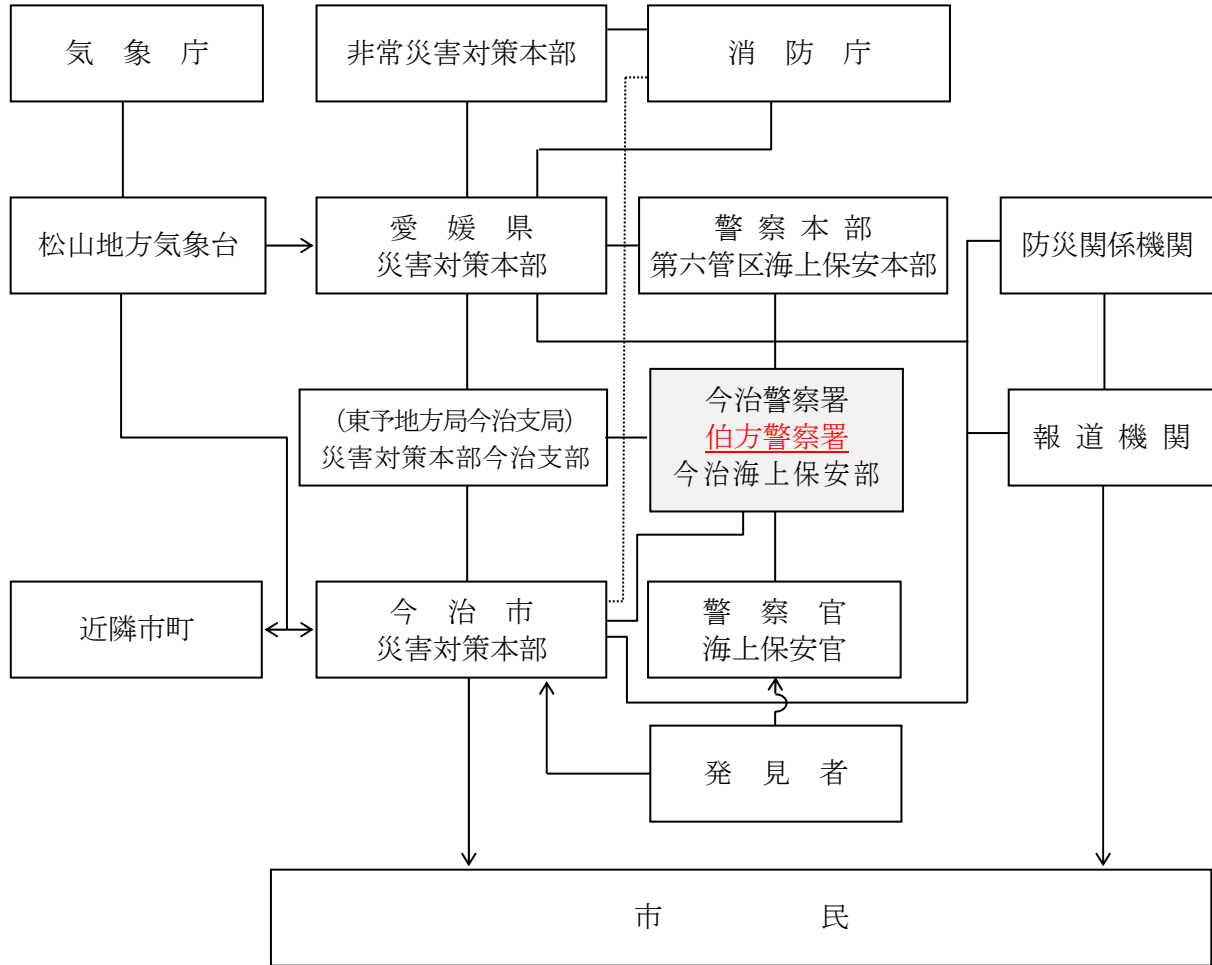 気象庁
非常災害対策本部
消防庁
松山地方気象台
愛媛県
災害対策本部
警察本部
第六管区海上保安本部
防災関係機関
(東予地方局今治支局)
災害対策本部今治支部
今治警察署
伯方警察署
今治海上保安部
報道機関
近隣市町
今治市
災害対策本部
警察官
海上保安官
発見者
市民